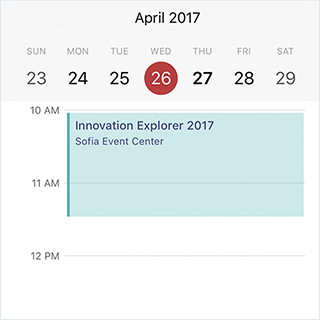 April 2017
SUN MON TUE WED THU FRI SAT
23 24 25 26 27 28 29
10 AM
Innovation Explorer 2017
Sofia Event Center
11 AM
12 PM